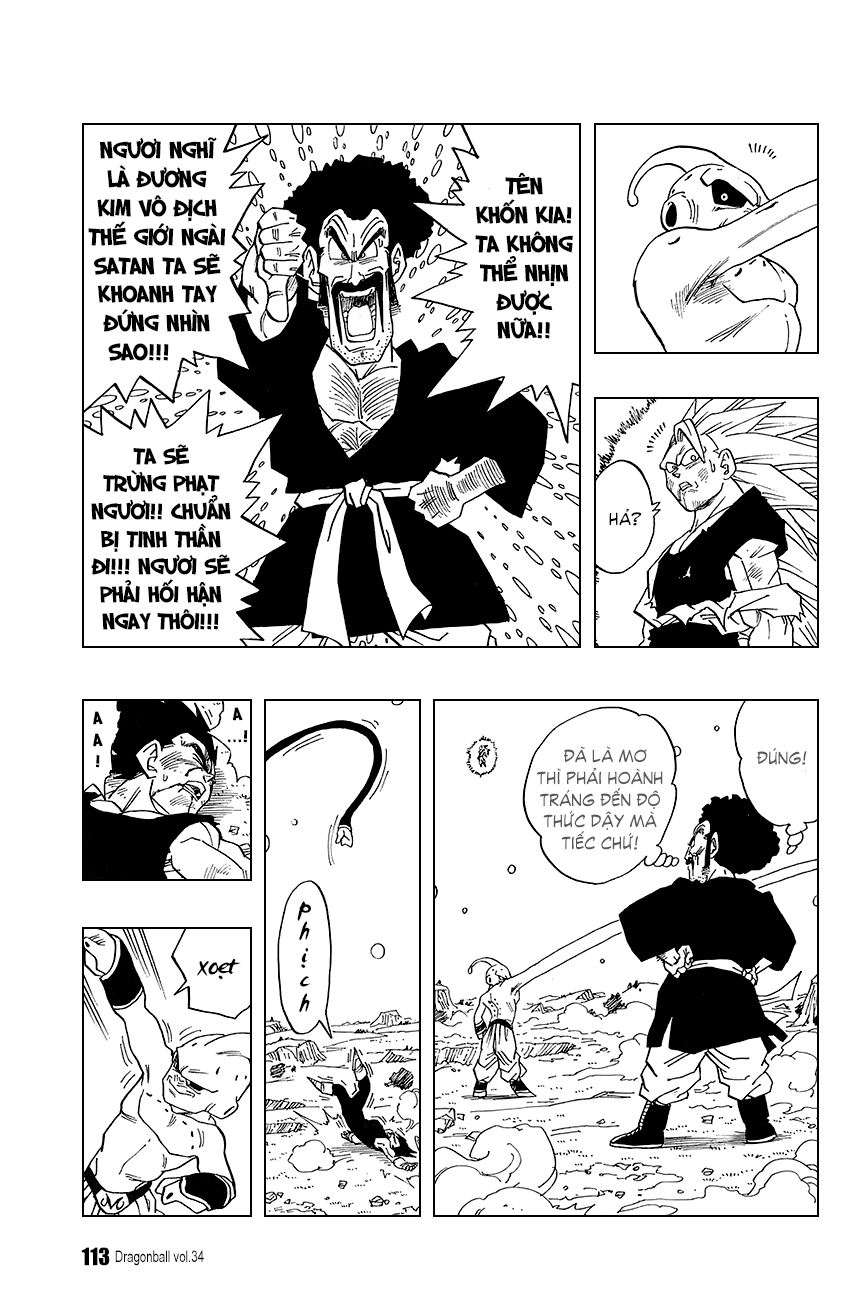 TÊN
KHỐN KIA!
TA KHÔNG
THỂ NHỊN
ĐƯỢC
NỮA!!
NGƯƠI NGHĨ
LÀ ĐƯƠNG
KIM VÔ ĐỊCH
THẾ GIỚI NGÀI
SATAN TA SẼ
KHOANH TAY
ĐỨNG NHÌN
SAO!!!
TA SẼ
TRỪNG PHẠT
NGƯƠI!! CHUẨN
BỊ TINH THẦN
ĐI!!! NGƯƠI SẼ
PHẢI HỐI HẬN
NGAY THÔI!!!
HẢ?
ĐÚNG!
ĐÃ LÀ MƠ
THÌ PHẢI HOÀNH
TRÁNG ĐẾN ĐỘ
THỨC DẬY MÀ
TIẾC CHỨ!
Phịch
A
...!
A
A!
Xoẹt
113 Dragonball vol.34